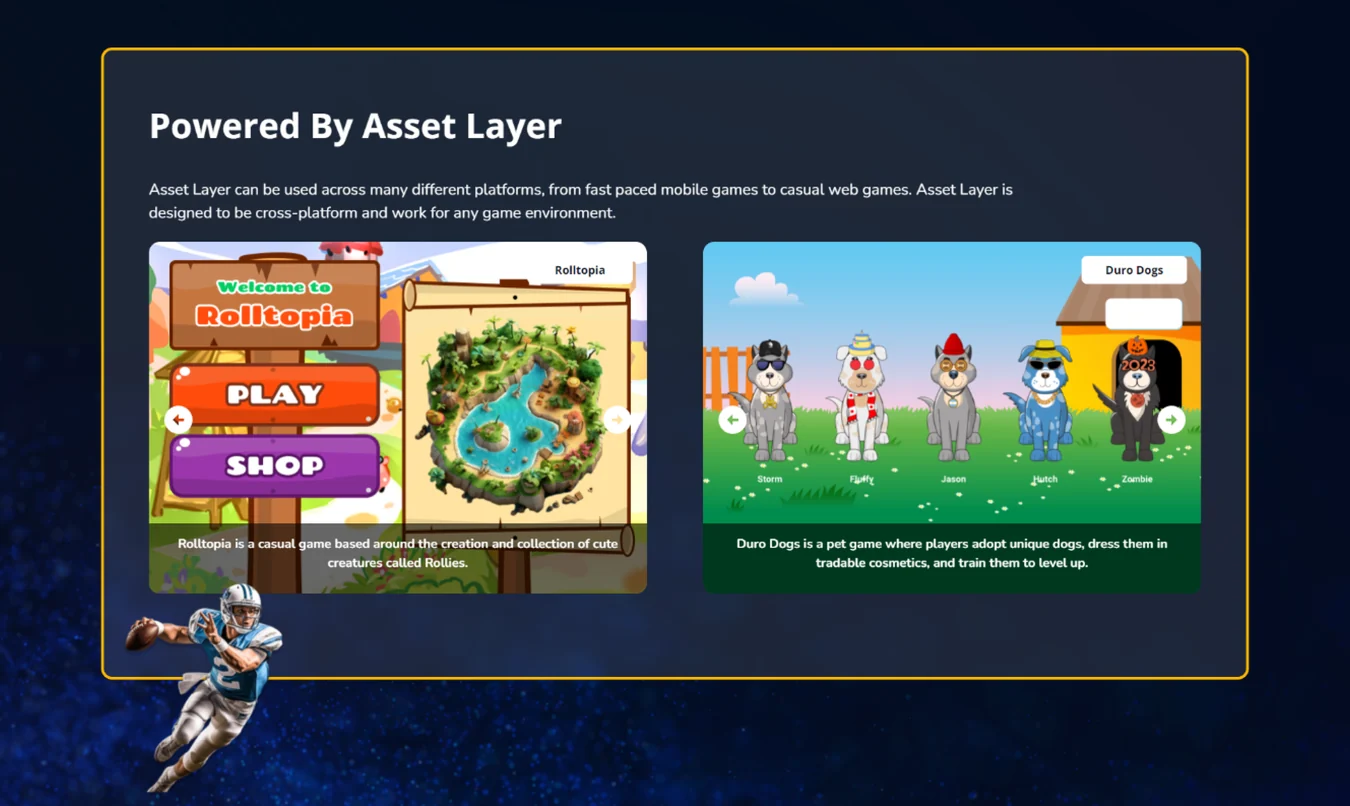 Powered By Asset Layer
Asset Layer can be used across many different platforms, from fast paced mobile games to casual web games. Asset Layer is
designed to be cross-platform and work for any game environment.
Rolltopia
Welcome to
Rolltopia
PLAY
SHOP
Rolltopia is a casual game based around the creation and collection of cute
creatures called Rollies.
Duro Dogs
2023
Storm
Fluffy
Jason
Hutch
Zombie
Duro Dogs is a pet game where players adopt unique dogs, dress them in
tradable cosmetics, and train them to level up.
2